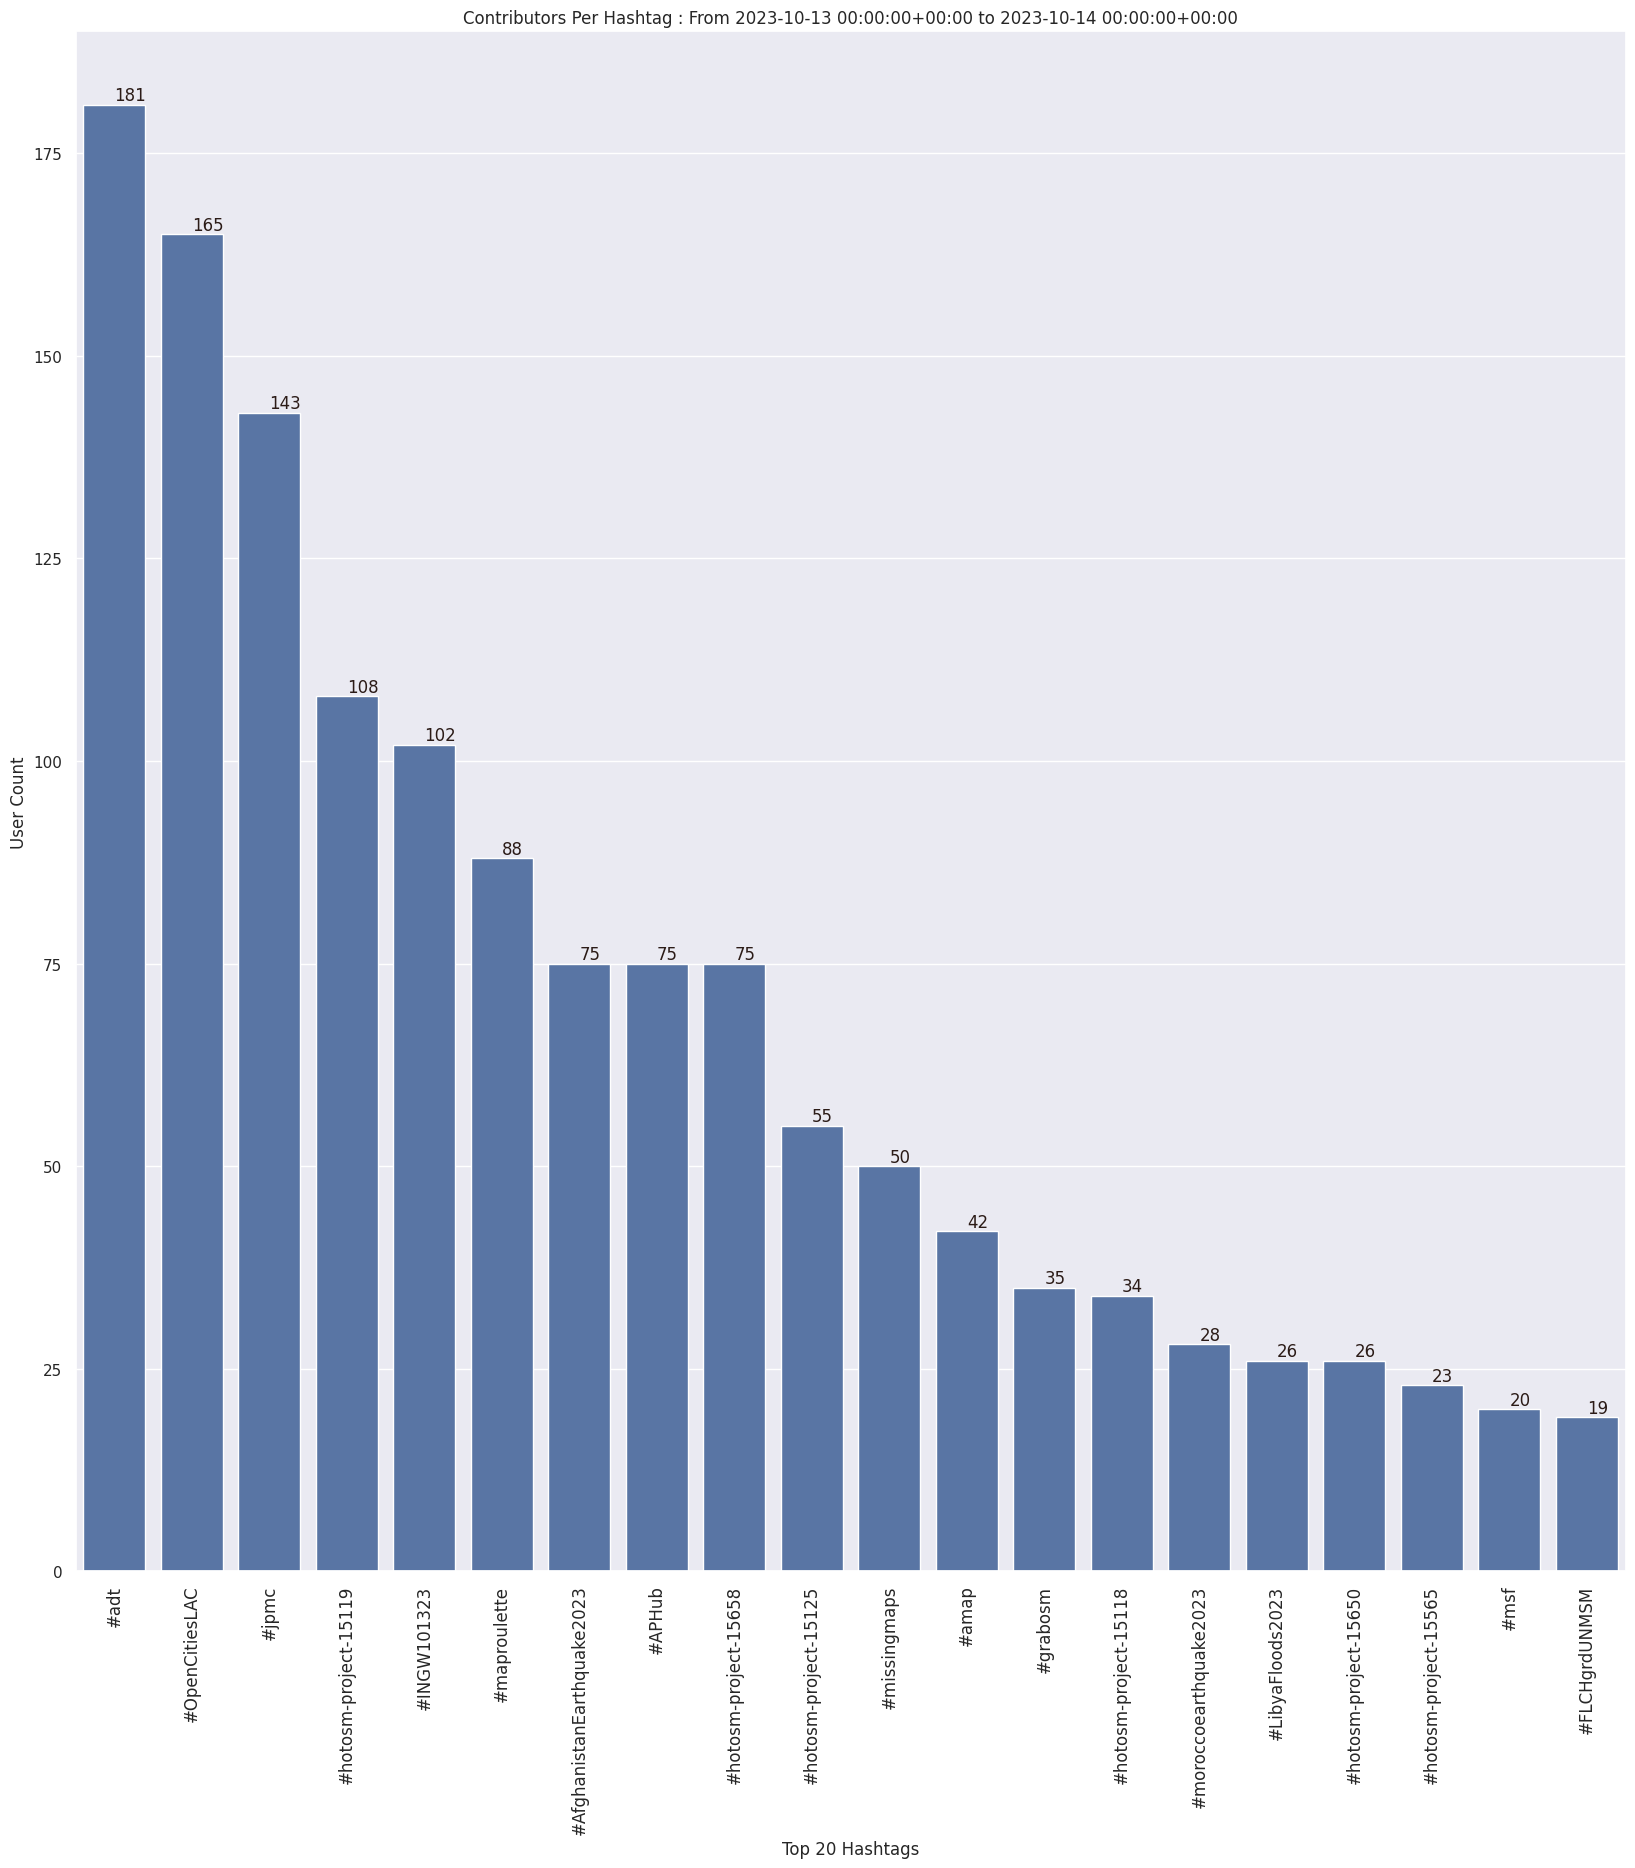 Contributors Per Hashtag : From 2023-10-13 00:00:00+00:00 to 2023-10-14 00:00:00+00:00
User Count
175
150
125
100
75
50
25
0
181
165
143
108
102
88
75
75
75
55
50
42
35
34
28
26
26
23
20
19
#adt
#OpenCitiesLAC
#jpmc
#hotosm-project-15119
#INGW101323
#maproulette
#AfghanistanEarthquake2023
#APHub
#hotosm-project-15658
#hotosm-project-15125
#missingmaps
#amap
#grabosm
#hotosm-project-15118
#moroccoearthquake2023
#LibyaFloods2023
#hotosm-project-15650
#hotosm-project-15565
#msf
#FLCHgrdUNMSM
Top 20 Hashtags